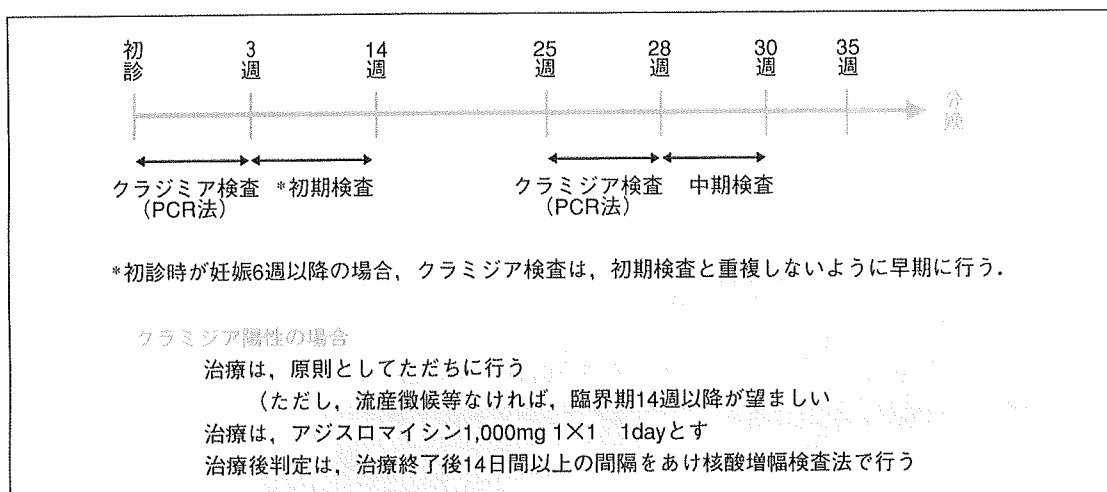 初診 3週 14週 25週 28週 30週 35週
分娩
クラジミア検査 *初期検査 クラミジア検査 中期検査
(PCR法) (PCR法)
*初診時が妊娠6週以降の場合，クラミジア検査は，初期検査と重複しないように早期に行う．
クラミジア陽性の場合
治療は，原則としてただちに行う
（ただし，流産徴候等なければ，臨界期14週以降が望ましい
治療は，アジスロマイシン1,000mg 1×1 1dayとす
治療後判定は，治療終了後14日間以上の間隔をあけ核酸増幅検査法で行う